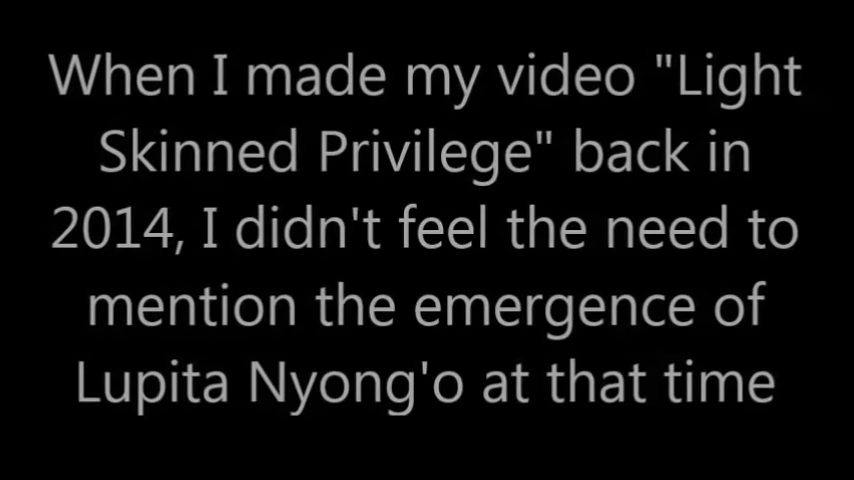 When I made my video "Light
Skinned Privilege" back in
2014, I didn't feel the need to
mention the emergence of
Lupita Nyong'o at that time